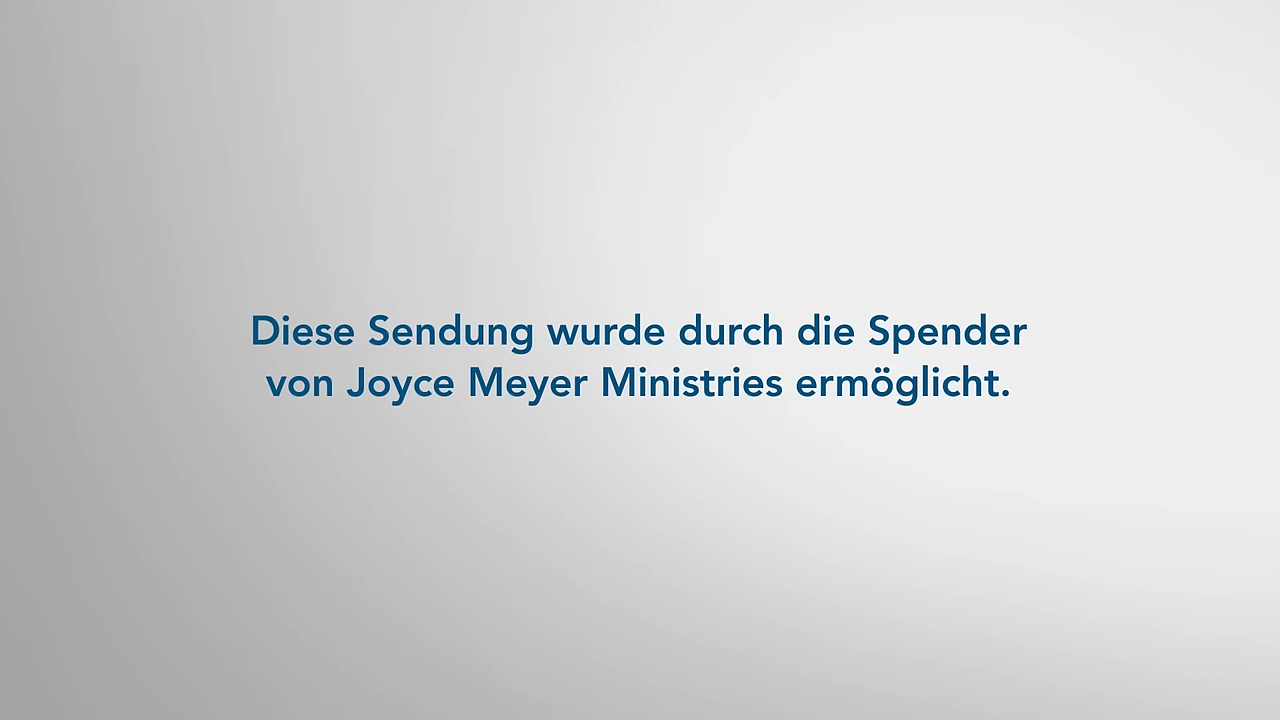 Diese Sendung wurde durch die Spender
von Joyce Meyer Ministries ermöglicht.